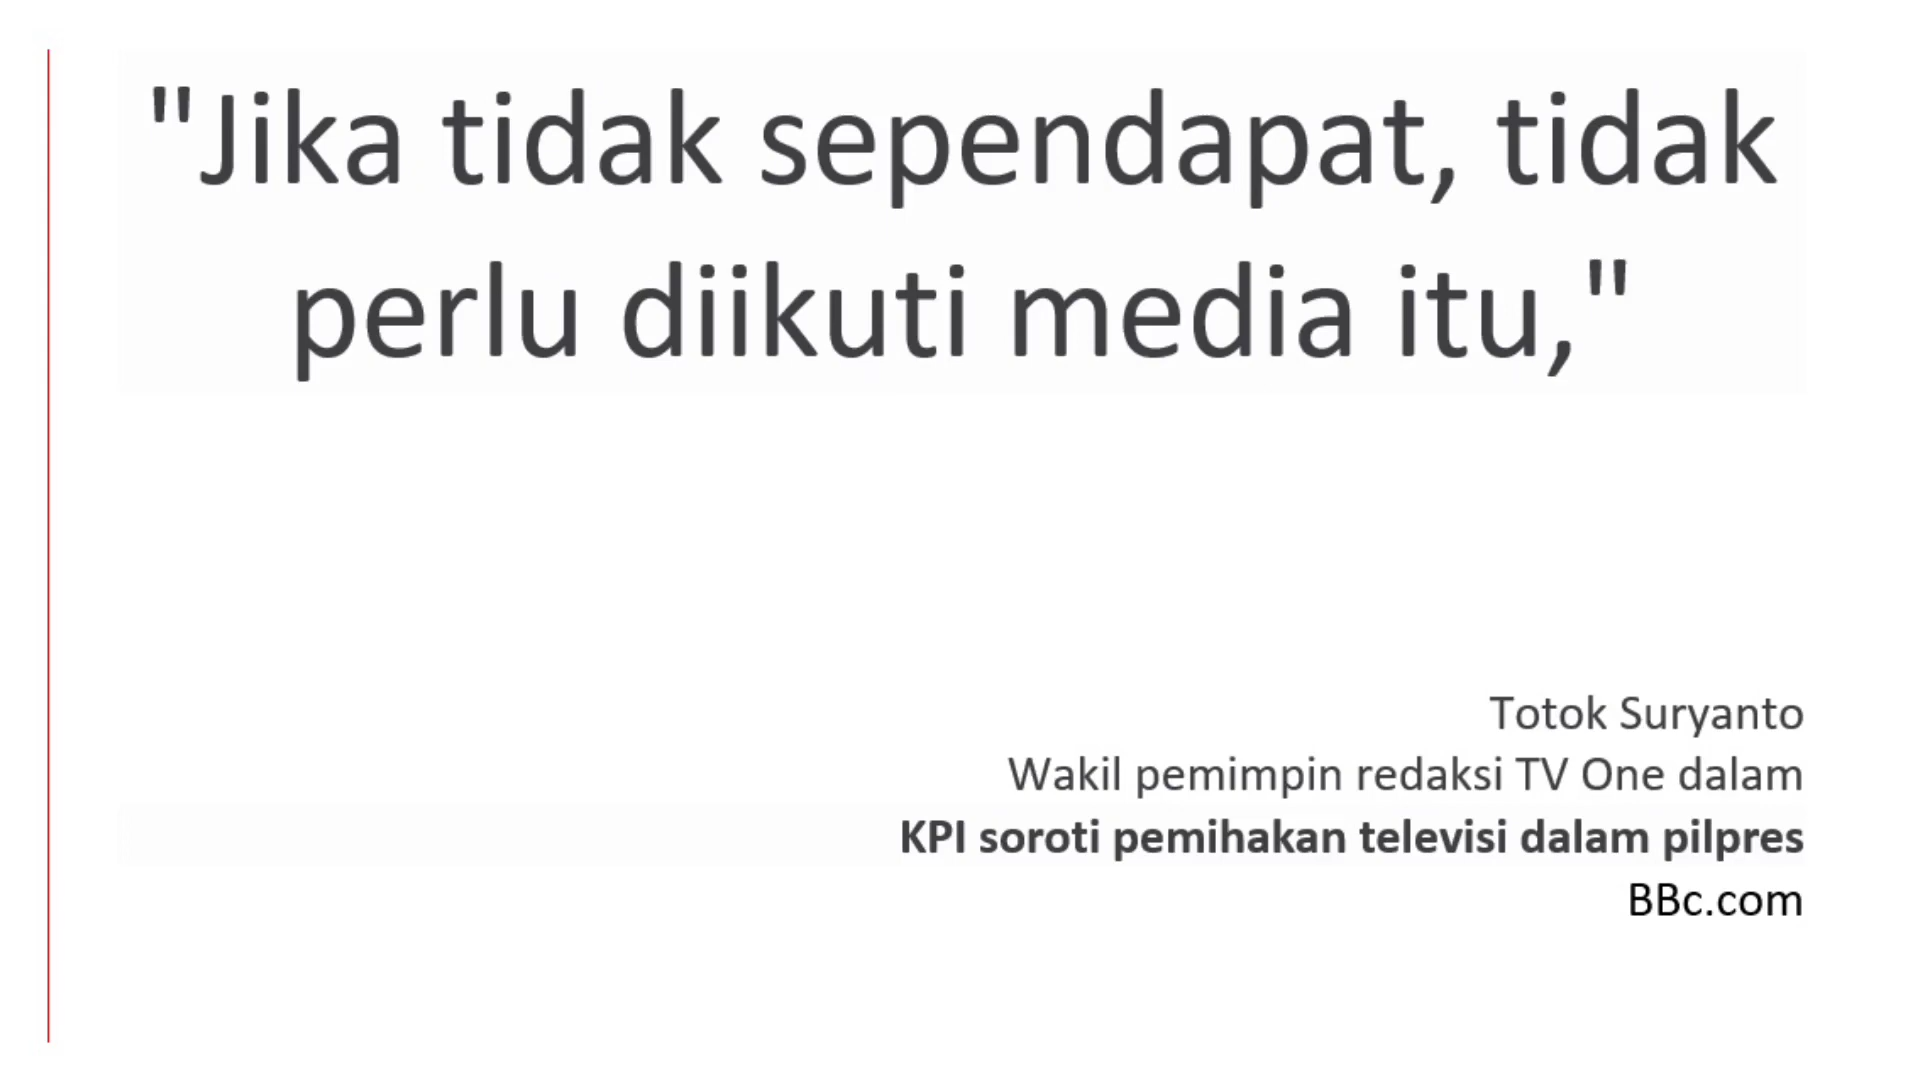 "Jika tidak sependapat, tidak
perlu diikuti media itu,"
Totok Suryanto
Wakil pemimpin redaksi TV One dalam
KPI soroti pemihakan televisi dalam pilpres
BBc.com